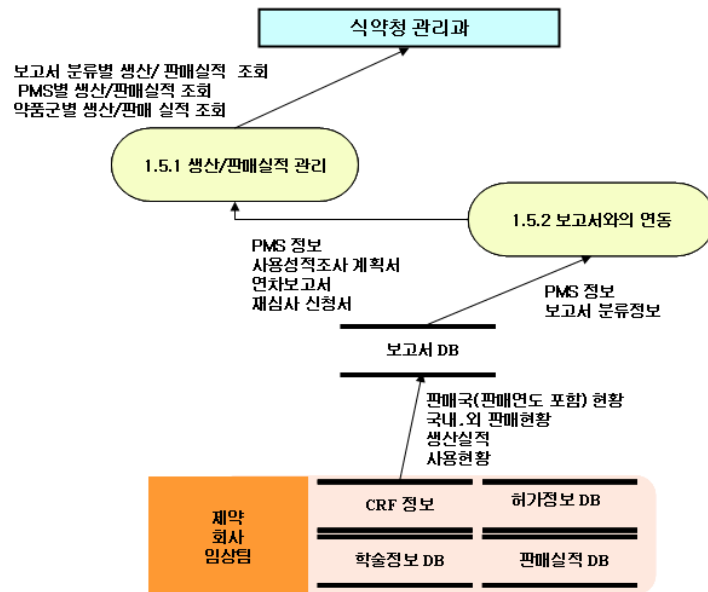 식약청 관리과
보고서 분류별 생산/ 판매실적 조회
PMS별 생산/판매실적 조회
약품군별 생산/판매 실적 조회
1.5.1 생산/판매실적 관리
1.5.2 보고서와의 연동
PMS 정보
사용성적조사 계획서
연차보고서
재심사 신청서
PMS 정보
보고서 분류정보
보고서 DB
판매국(판매연도 포함) 현황
국내.외 판매현황
생산실적
사용현황
제약
회사
임상팀
CRF 정보
허가정보 DB
학술정보 DB
판매실적 DB